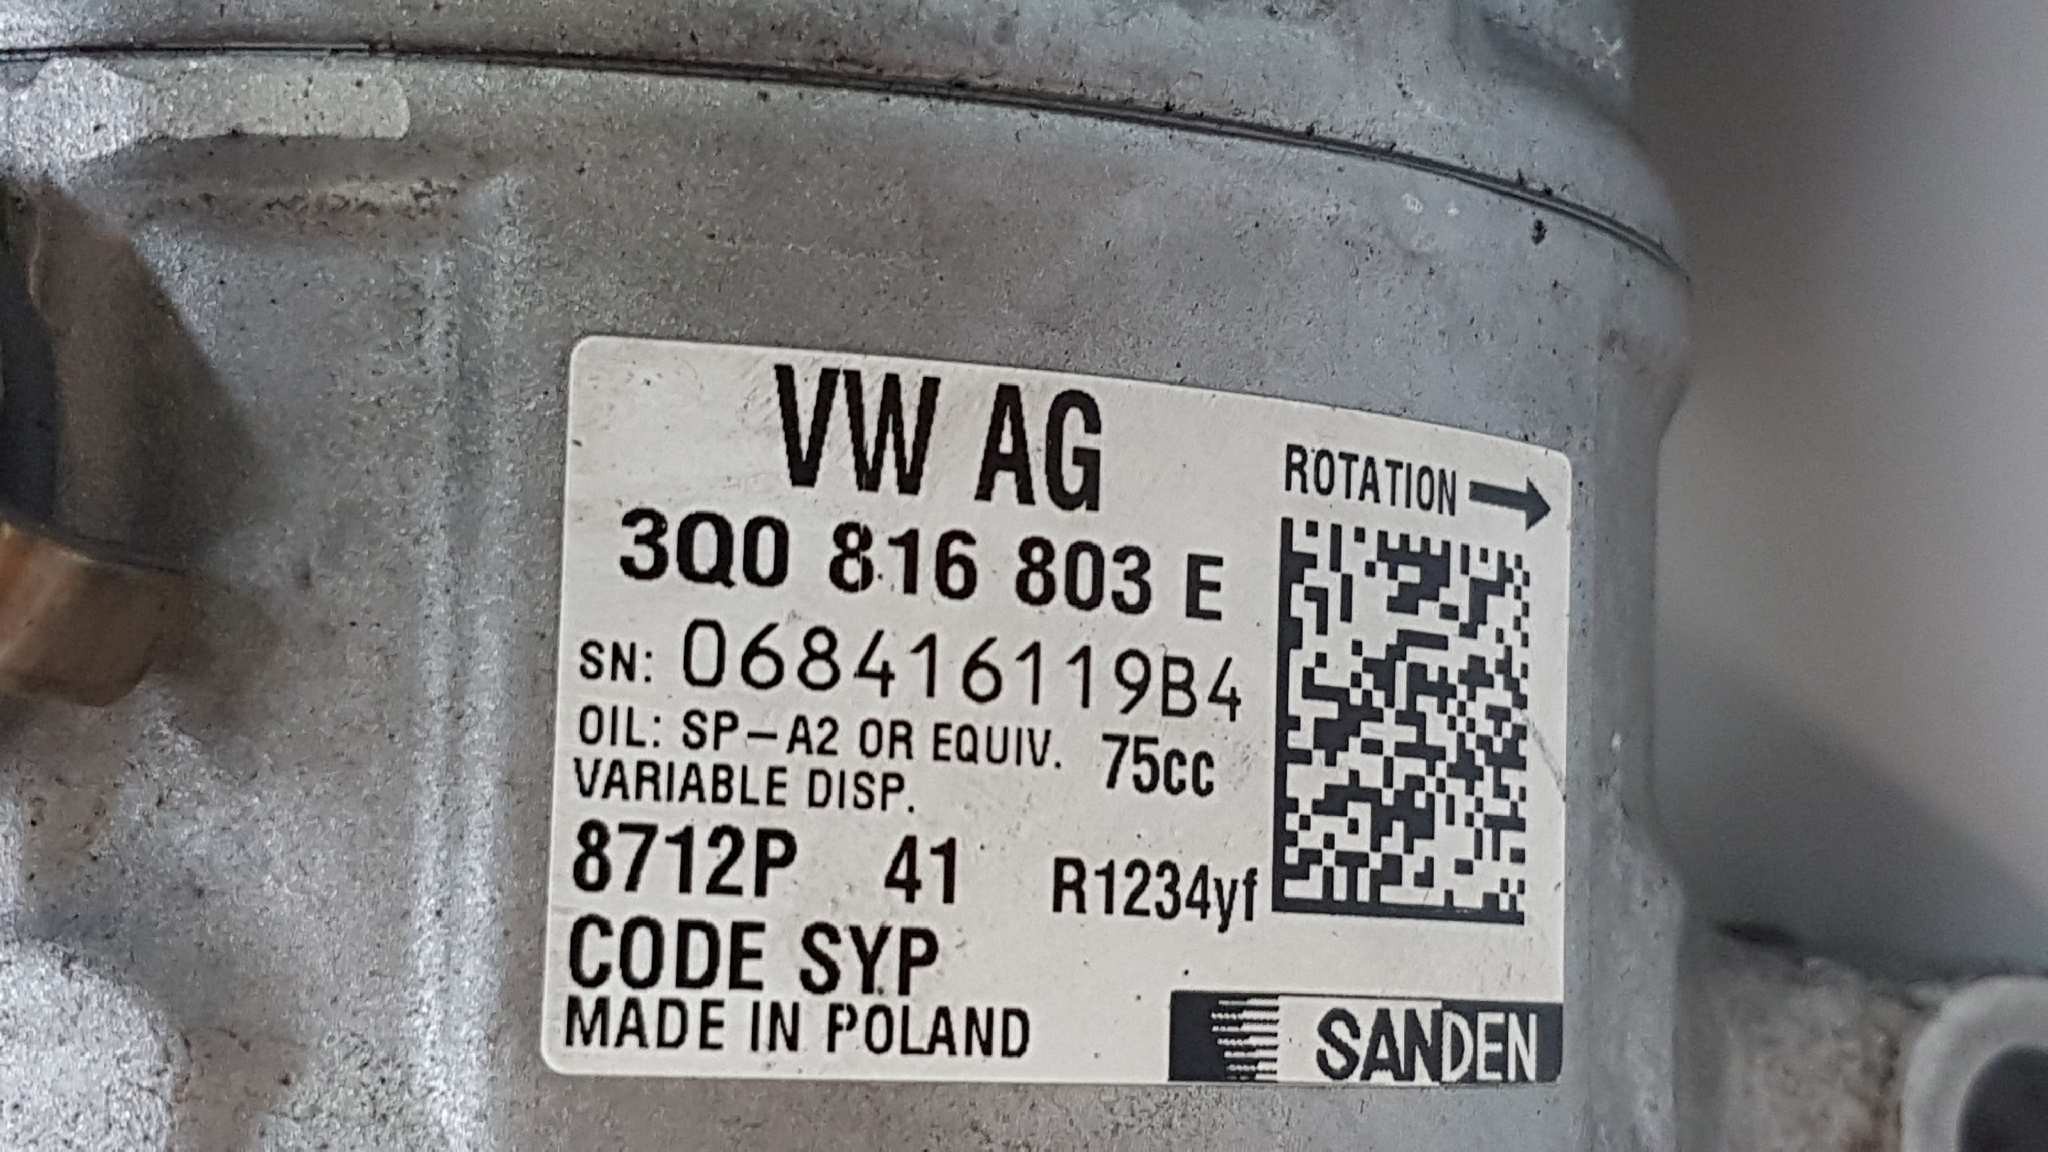 VW AG
ROTATION
3Q0 816 803 E
SN: 068416119B4
OIL: SP-A2 OR EQUIV. 75cc
VARIABLE DISP.
8712P 41 R1234yf
CODE SYP
MADE IN POLAND
SANDEN